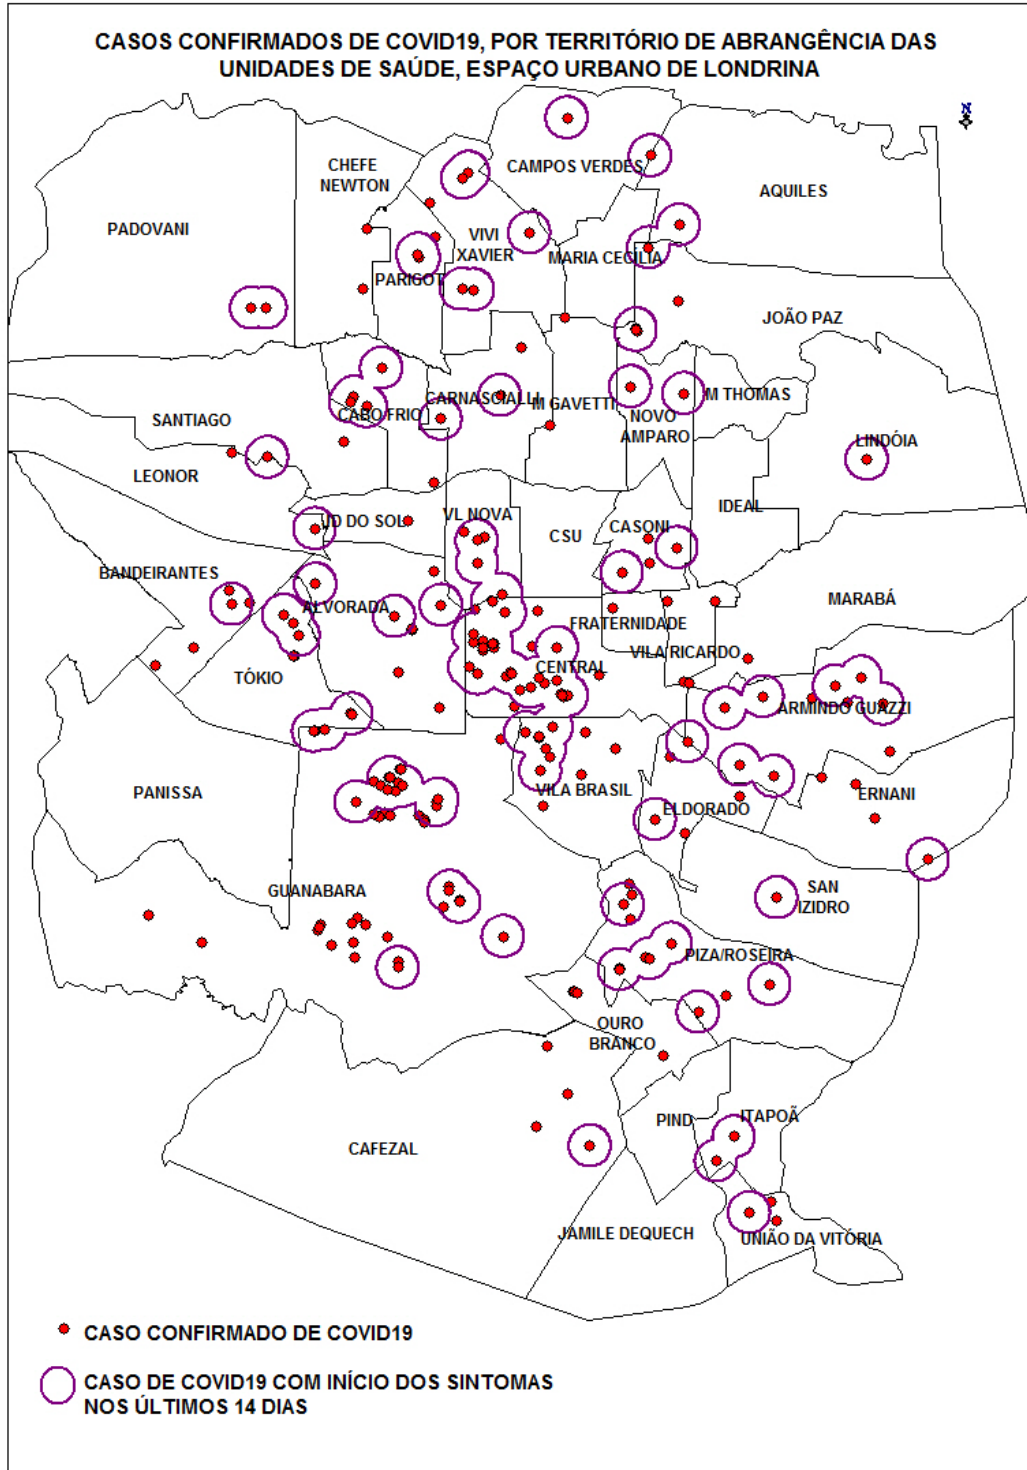 CASOS CONFIRMADOS DE COVID19, POR TERRITÓRIO DE ABRANGÊNCIA DAS
UNIDADES DE SAÚDE, ESPAÇO URBANO DE LONDRINA
N
CHEFE
NEWTON
CAMPOS VERDES
AQUILES
PADOVANI
VIVI
XAVIER
MARIA CECÍLIA
PARIGOT
JOÃO PAZ
SANTIAGO
CABO FRIO
CARNASCIALLI
M GAVETTI
NOVO
AMPARO
M THOMAS
LINDÓIA
LEONOR
JD DO SOL
VL NOVA
CSU
CASONI
IDEAL
BANDEIRANTES
ALVORADA
FRATERNIDADE
MARABÁ
TÓKIO
CENTRAL
VILA RICARDO
ARMINDO GUAZZI
PANISSA
VILA BRASIL
ELDORADO
ERNANI
GUANABARA
SAN
IZIDRO
PIZA/ROSEIRA
OURO
BRANCO
CAFEZAL
PIND
ITAPOÃ
JAMILE DEQUECH
UNIÃO DA VITÓRIA
CASO CONFIRMADO DE COVID19
CASO DE COVID19 COM INÍCIO DOS SINTOMAS
NOS ÚLTIMOS 14 DIAS